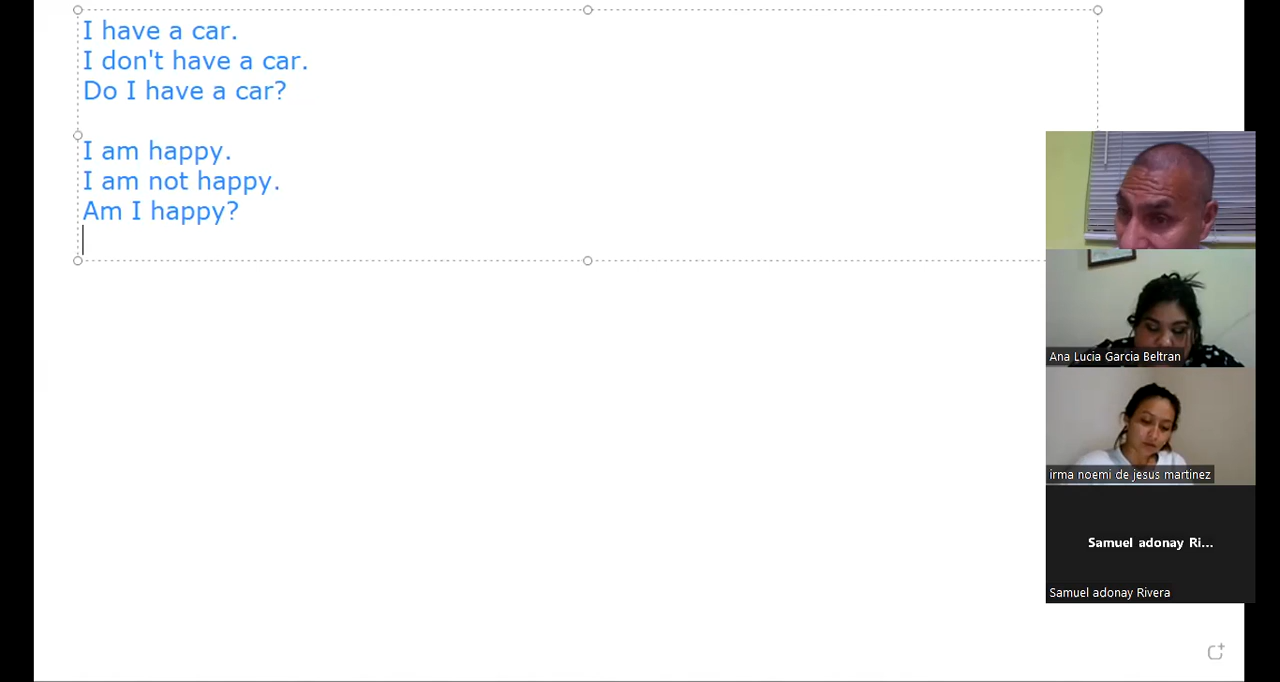 I have a car.
I don't have a car.
Do I have a car?
I am happy.
I am not happy.
Am I happy?
Ana Lucia Garcia Beltran
irma noemi de jesus martinez
Samuel adonay Ri...
Samuel adonay Rivera